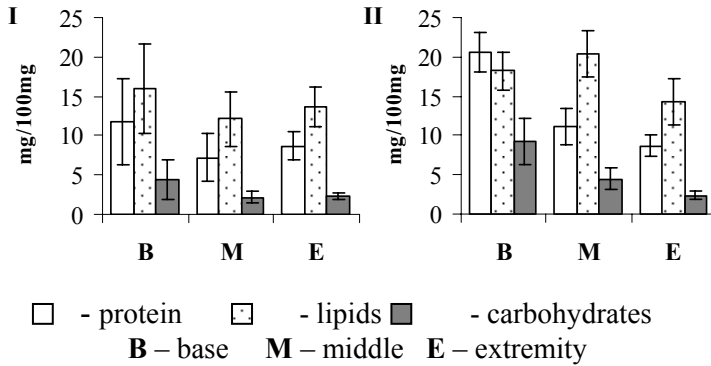 I
mg/100mg
25
20
15
10
5
0
B M E
II
mg/100mg
25
20
15
10
5
0
B M E
- protein - lipids - carbohydrates
B – base M – middle E – extremity